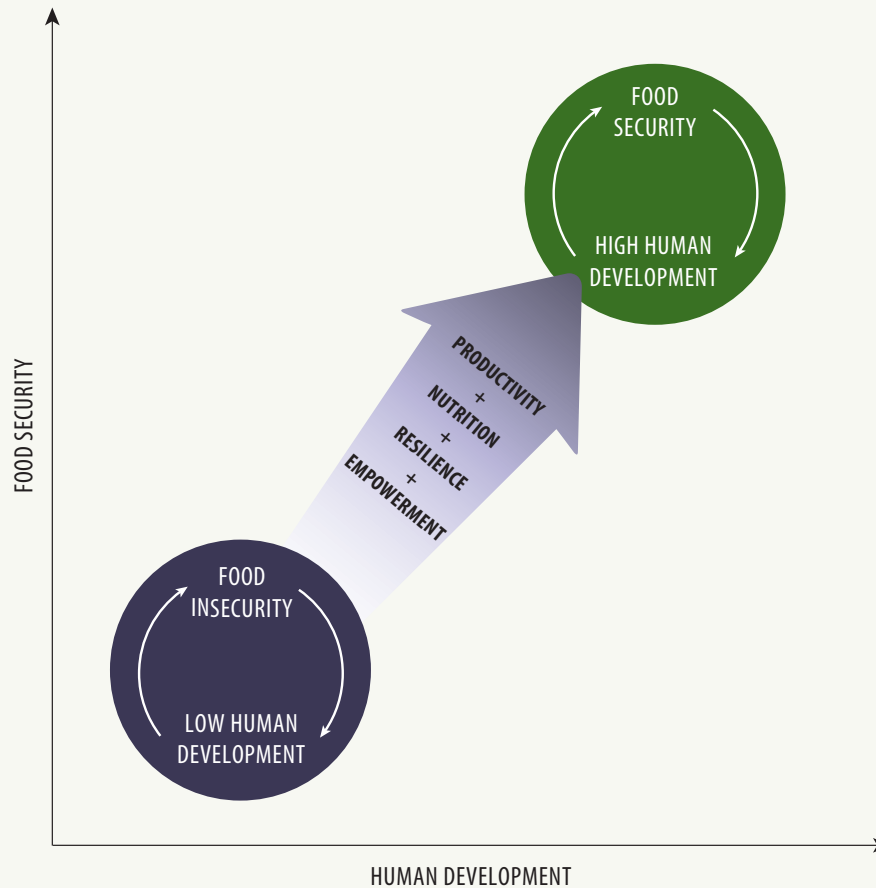 FOOD
SECURITY
HIGH HUMAN
DEVELOPMENT
PRODUCTIVITY
+
NUTRITION
+
RESILIENCE
+
EMPOWERMENT
FOOD SECURITY
FOOD
INSECURITY
LOW HUMAN
DEVELOPMENT
HUMAN DEVELOPMENT